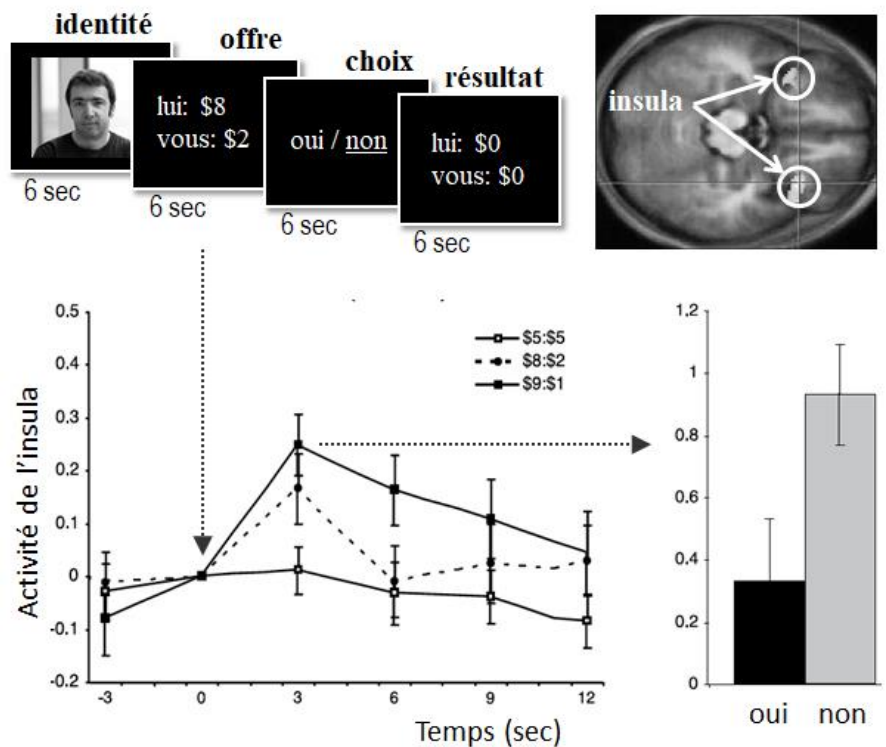 identité
offre
choix
résultat
lui: $8
vous: $2
oui / non
lui: $0
vous: $0
6 sec
6 sec
6 sec
6 sec
insula
0.5
0.4
0.3
0.2
0.1
0
-0.1
-0.2
Activité de l'insula
$5:$5
$8:$2
$9:$1
-3
0
3
6
9
12
Temps (sec)
1,2
1
0.8
0.6
0.4
0.2
0
oui
non